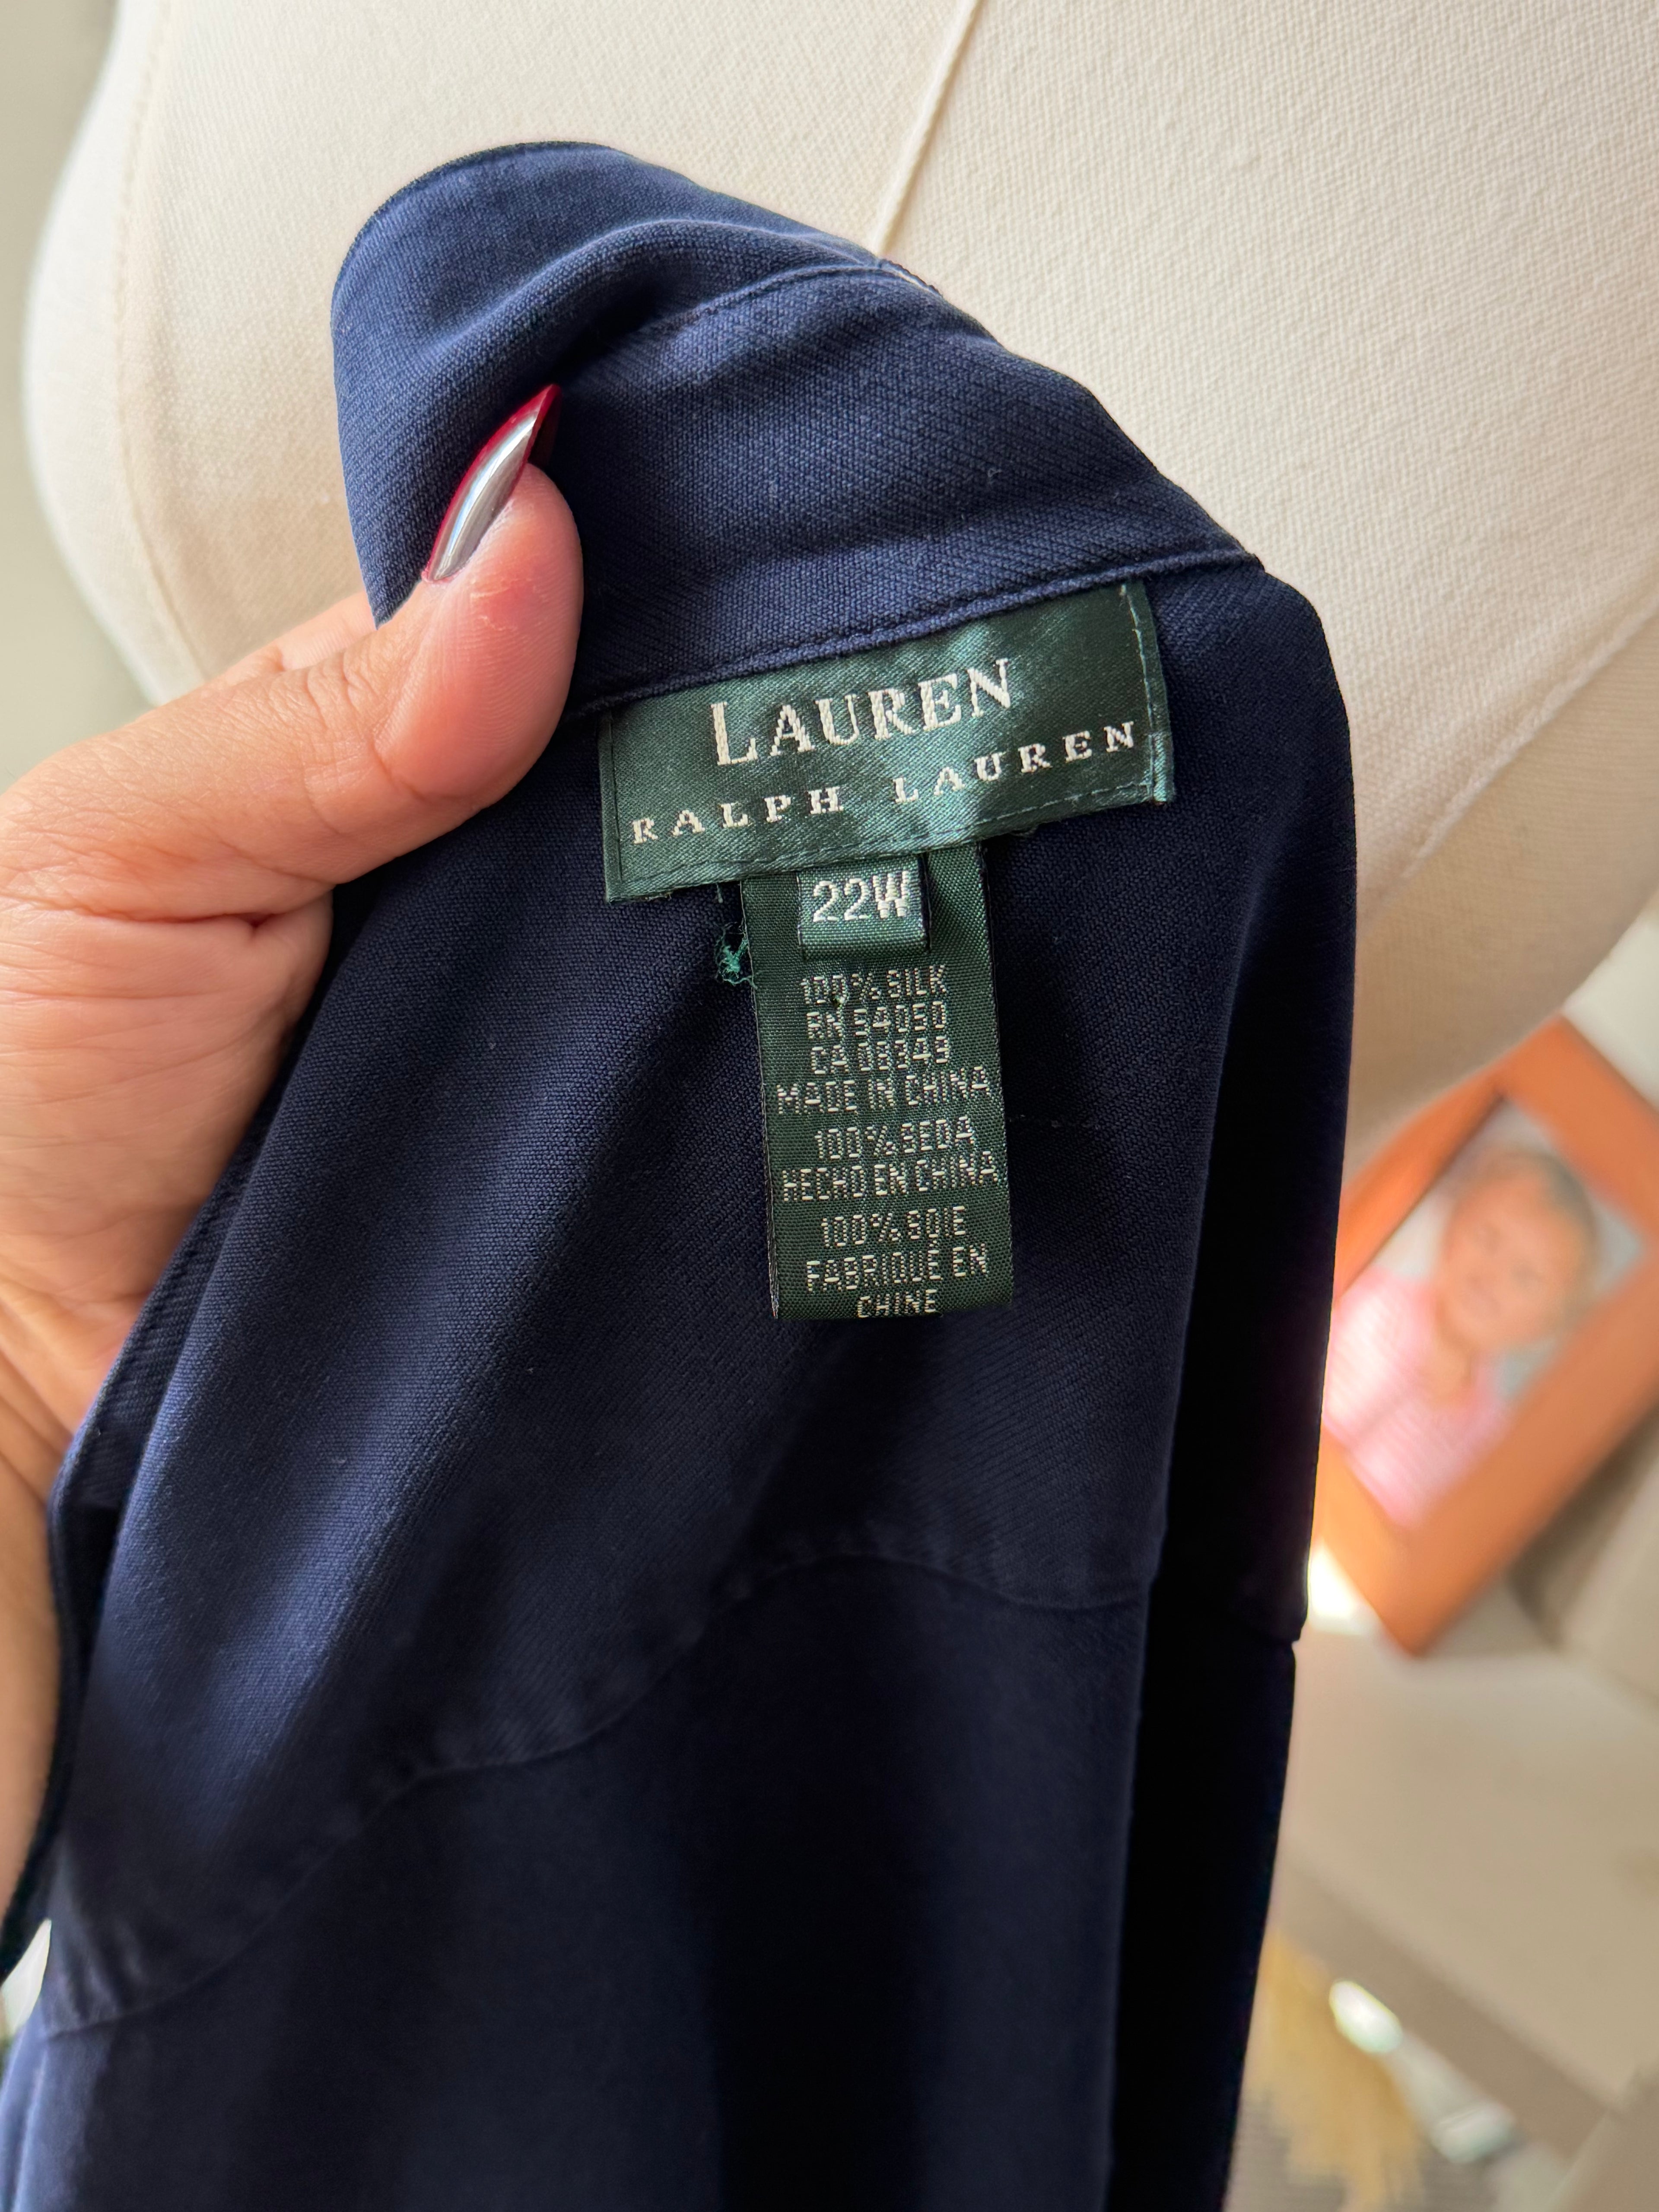 LAUREN
RALPH LAUREN
22W
100% SILK
RN 54050
CA 08349
MADE IN CHINA
100% SEDA
HECHO EN CHINA
100% SOIE
FABRIQUÉ EN
CHINE